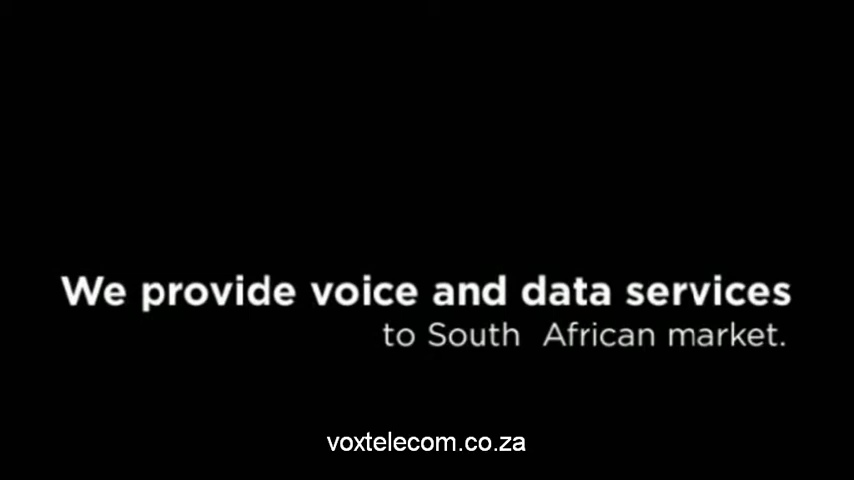 We provide voice and data services
to South African market.
voxtelecom.co.za